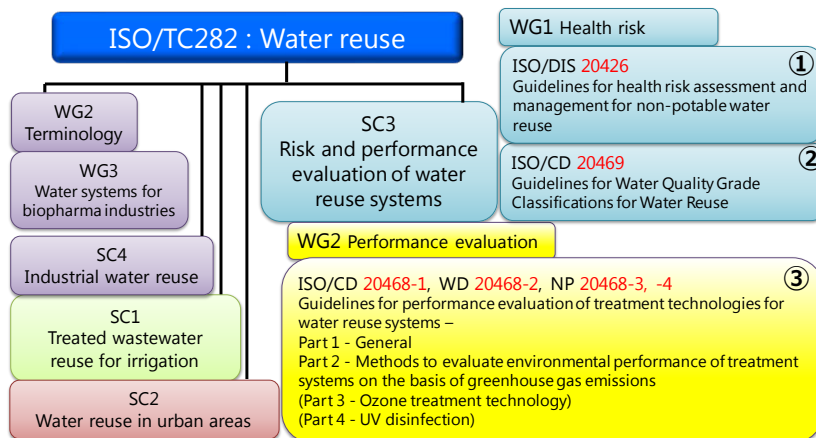 ISO/TC282 : Water reuse
WG2
Terminology
WG3
Water systems for
biopharma industries
SC4
Industrial water reuse
SC1
Treated wastewater
reuse for irrigation
SC2
Water reuse in urban areas
SC3
Risk and performance
evaluation of water
reuse systems
WG1 Health risk
ISO/DIS 20426 ①
Guidelines for health risk assessment and
management for non-potable water
reuse
ISO/CD 20469 ②
Guidelines for Water Quality Grade
Classifications for Water Reuse
WG2 Performance evaluation
ISO/CD 20468-1, WD 20468-2, NP 20468-3, -4 ③
Guidelines for performance evaluation of treatment technologies for
water reuse systems –
Part 1 - General
Part 2 - Methods to evaluate environmental performance of treatment
systems on the basis of greenhouse gas emissions
(Part 3 - Ozone treatment technology)
(Part 4 - UV disinfection)